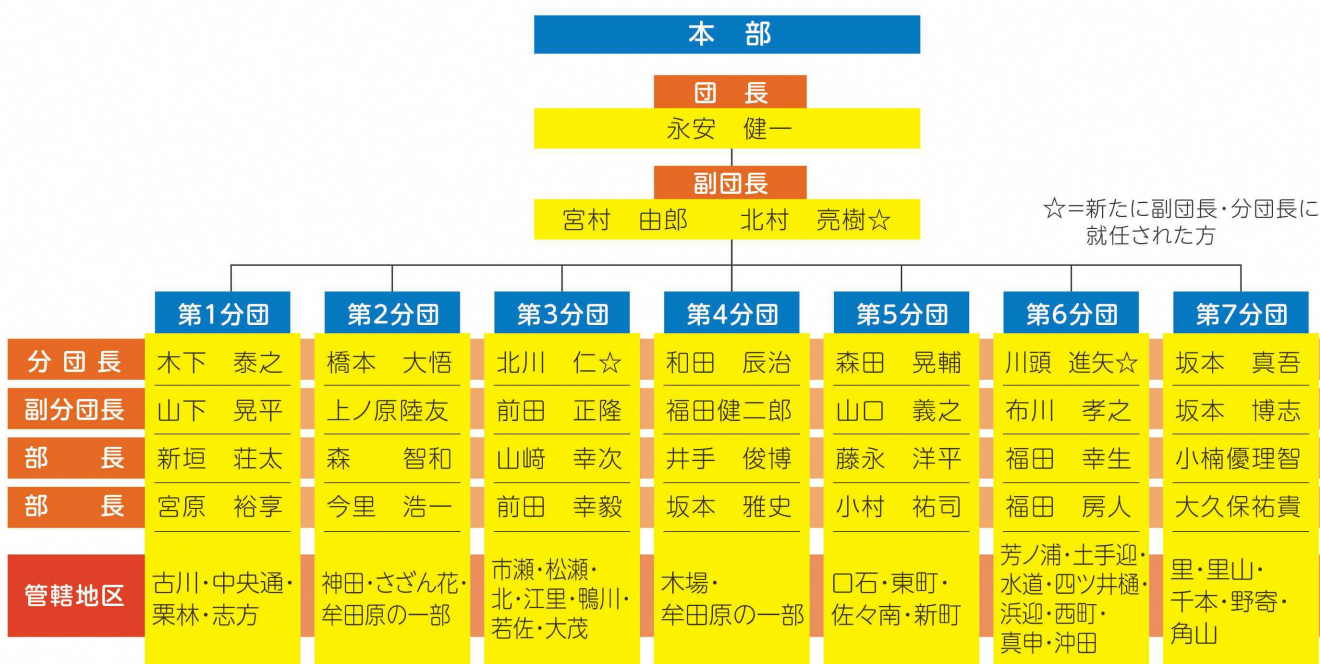 本 部
団 長
永安 健一
副団長
宮村 由郎 北村 亮樹☆
☆=新たに副団長・分団長に
就任された方
第1分団 第2分団 第3分団 第4分団 第5分団 第6分団 第7分団
分団長 木下 泰之 橋本 大悟 北川 仁☆ 和田 辰治 森田 晃輔 川頭 進矢☆ 坂本 真吾
副分団長 山下 晃平 上ノ原陸友 前田 正隆 福田健二郎 山口 義之 布川 孝之 坂本 博志
部 長 新垣 荘太 森 智和 山﨑 幸次 井手 俊博 藤永 洋平 福田 幸生 小楠優理智
部 長 宮原 裕享 今里 浩一 前田 幸毅 坂本 雅史 小村 祐司 福田 房人 大久保祐貴
管轄地区
古川・中央通・
栗林・志方
神田・さざん花・
牟田原の一部
市瀬・松瀬・
北・江里・鴨川・
若佐・大茂
木場・
牟田原の一部
口石・東町・
佐々南・新町
芳ノ浦・土手迎・
水道・四ツ井樋・
浜迎・西町・
真申・沖田
里・里山・
千本・野寄・
角山